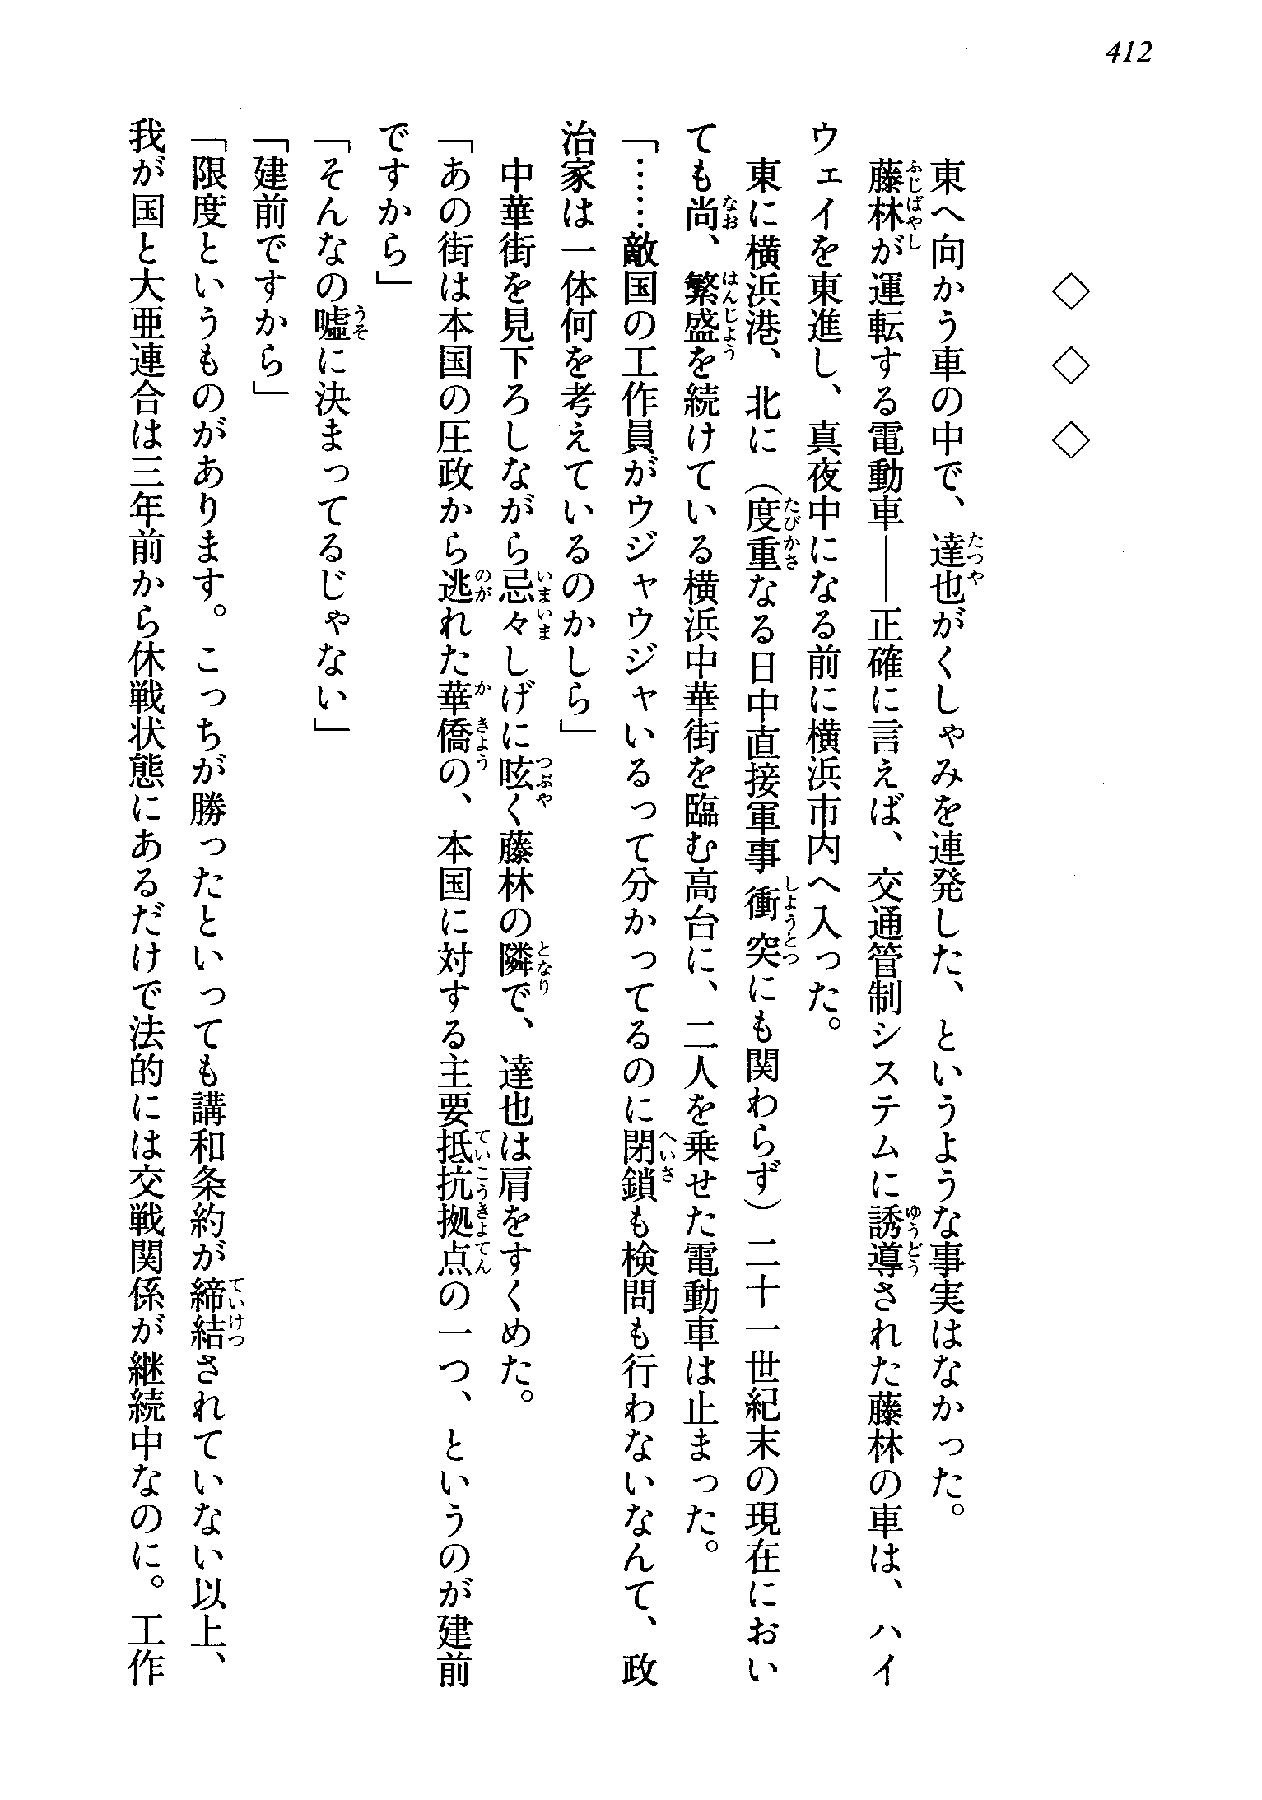 412
◇ ◇ ◇
東へ向かう車の中で、達也がくしゃみを連発した、というような事実はなかった。
藤林が運転する電動車――正確に言えば、交通管制システムに誘導された藤林の車は、ハイ
ウェイを東進し、真夜中になる前に横浜市内へ入った。
東に横浜港、北に（度重なる日中直接軍事衝突にも関わらず）二十一世紀末の現在におい
ても尚、繁盛を続けている横浜中華街を臨む高台に、二人を乗せた電動車は止まった。
「……敵国の工作員がウジャウジャいるって分かってるのに閉鎖も検問も行わないなんて、政
治家は一体何を考えているのかしら」
中華街を見下ろしながら忌々しげに呟く藤林の隣で、達也は肩をすくめた。
「あの街は本国の圧政から逃れた華僑の、本国に対する主要抵抗拠点の一つ、というのが建前
ですから」
「そんなの嘘に決まってるじゃない」
「建前ですから」
「限度というものがあります。こっちが勝ったといっても講和条約が締結されていない以上、
我が国と大亜連合は三年前から休戦状態にあるだけで法的には交戦関係が継続中なのに。工作